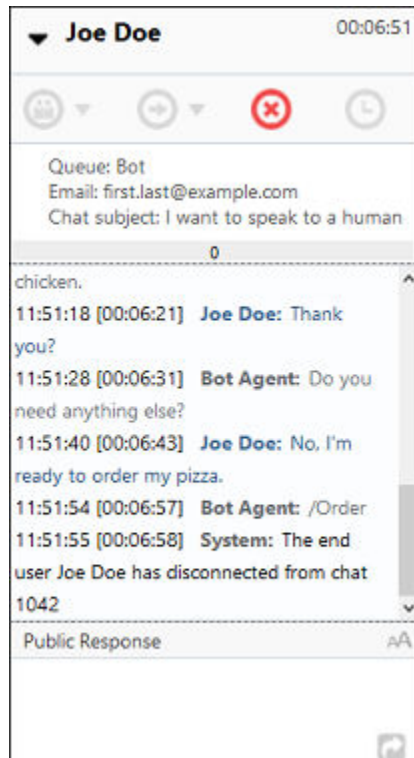 Joe Doe 00:06:51
Queue: Bot
Email: first.last@example.com
Chat subject: I want to speak to a human
0
chicken.
11:51:18 [00:06:21] Joe Doe: Thank
you?
11:51:28 [00:06:31] Bot Agent: Do you
need anything else?
11:51:40 [00:06:43] Joe Doe: No, I'm
ready to order my pizza.
11:51:54 [00:06:57] Bot Agent: /Order
11:51:55 [00:06:58] System: The end
user Joe Doe has disconnected from chat
1042
Public Response AA